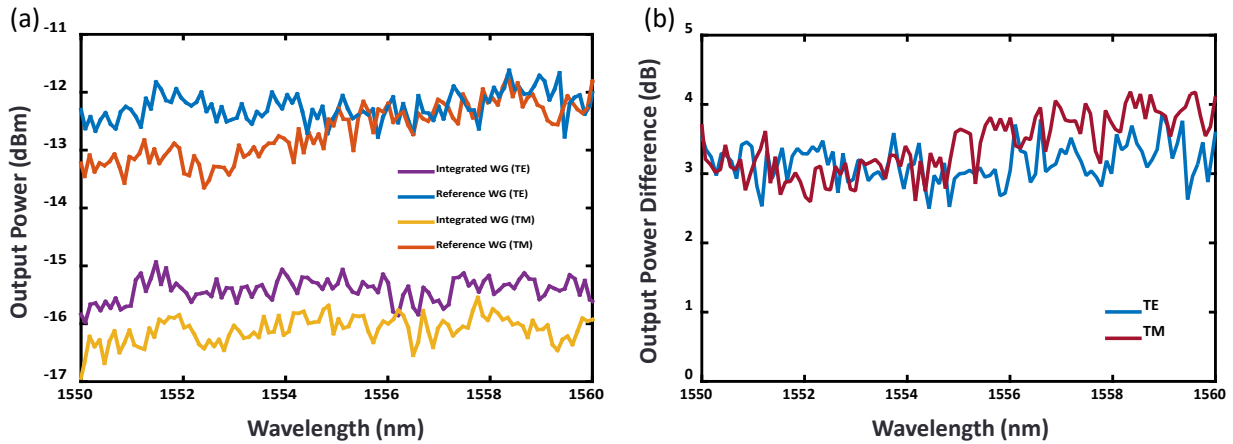 (a)
Output Power (dBm)
-11
-12
-13
-14
-15
-16
-17
1550
1552
1554
1556
1558
1560
Wavelength (nm)
Integrated WG (TE)
Reference WG (TE)
Integrated WG (TM)
Reference WG (TM)
(b)
Output Power Difference (dB)
5
4
3
2
1
0
1550
1552
1554
1556
1558
1560
Wavelength (nm)
TE
TM